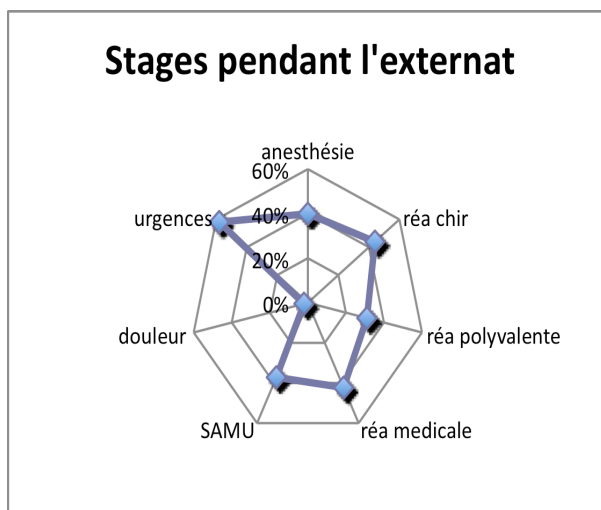 Stages pendant l'externat
anesthésie
60%
urgences
40%
réa chir
20%
0%
douleur
réa polyvalente
SAMU
réa medicale